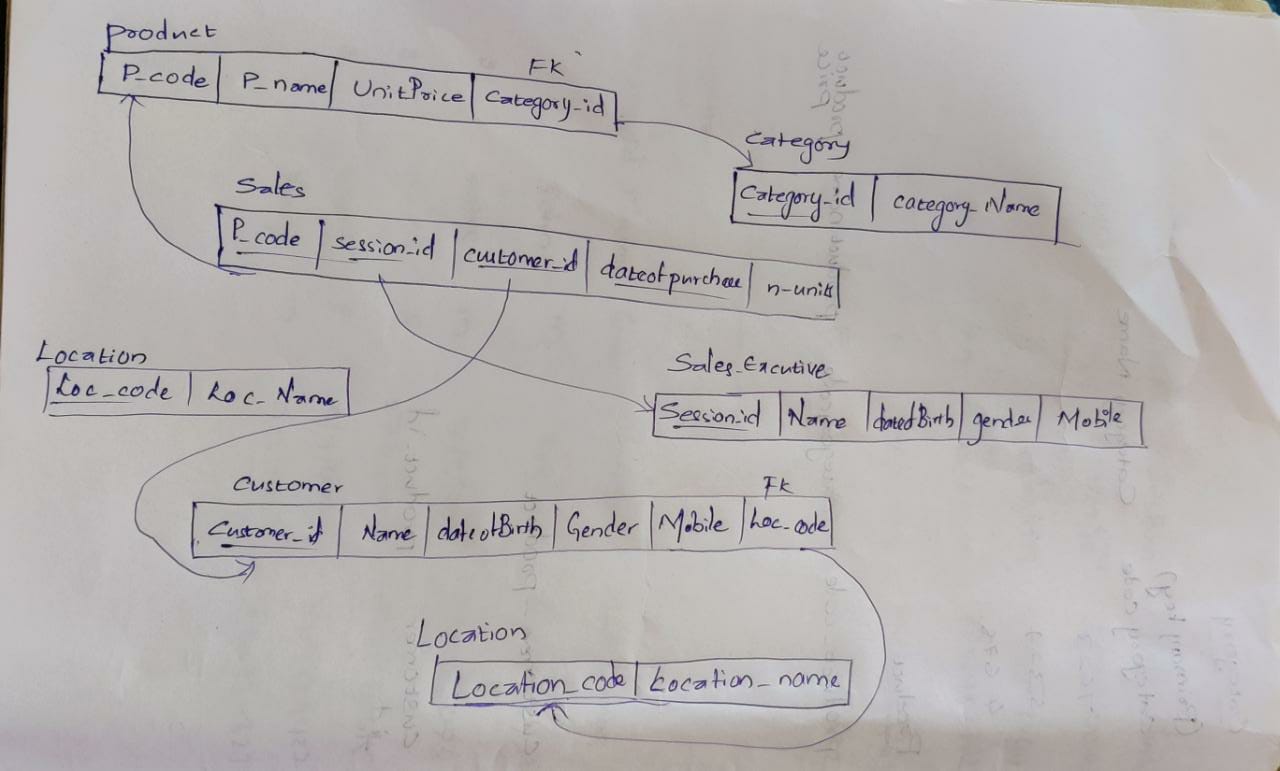 Product
FK
P_code P_name UnitPrice Category_id
Category
Category_id category_Name
Sales
P_code session_id customer_id dateofpurchase n-units
Location
Loc_code Loc_Name
Sales_Excutive
Session_id Name dateofBirth gender Mobile
Customer
FK
Customer_id Name dateofBirth Gender Mobile Loc_code
Location
Location_code Location_name